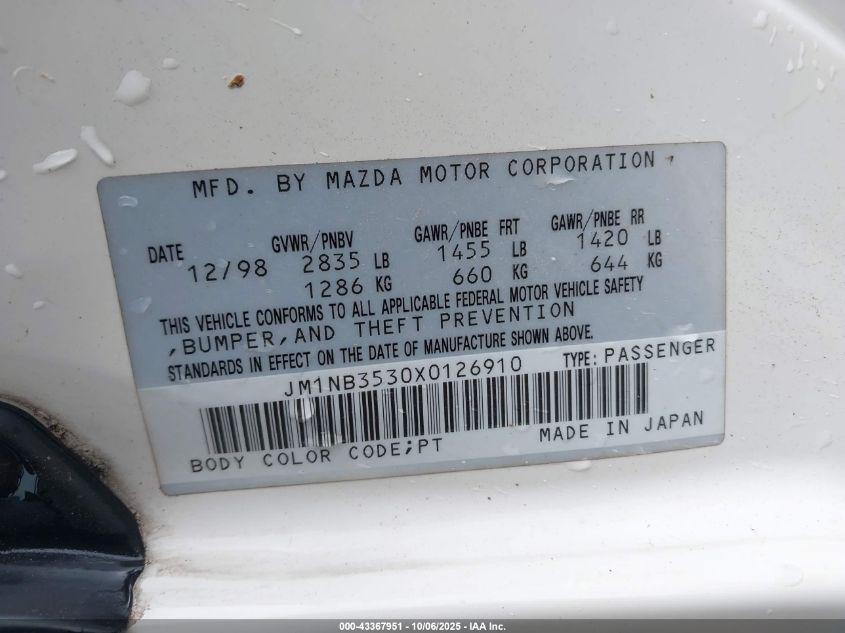 MFD. BY MAZDA MOTOR CORPORATION
DATE GVWR/PNBV GAWR/PNBE FRT GAWR/PNBE RR
12/98 2835 LB 1455 LB 1420 LB
1286 KG 660 KG 644 KG
THIS VEHICLE CONFORMS TO ALL APPLICABLE FEDERAL MOTOR VEHICLE SAFETY
,BUMPER,AND THEFT PREVENTION
STANDARDS IN EFFECT ON THE DATE OF MANUFACTURE SHOWN ABOVE.
JM1NB3530X0126910 TYPE: PASSENGER
BODY COLOR CODE;PT MADE IN JAPAN
000-43367951 - 10/06/2025 - IAA Inc.